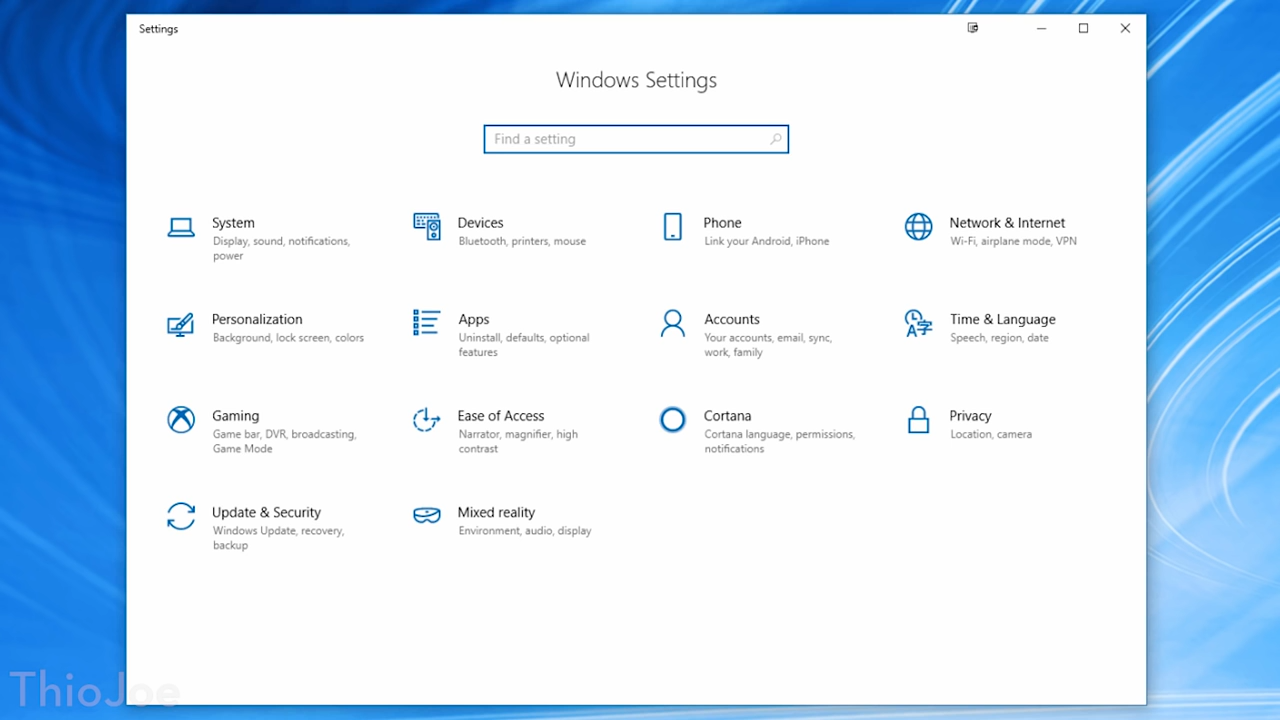 Settings
Windows Settings
Find a setting
System
Display, sound, notifications,
power
Devices
Bluetooth, printers, mouse
Phone
Link your Android, iPhone
Network & Internet
Wi-Fi, airplane mode, VPN
Personalization
Background, lock screen, colors
Apps
Uninstall, defaults, optional
features
Accounts
Your accounts, email, sync,
work, family
Time & Language
Speech, region, date
Gaming
Game bar, DVR, broadcasting,
Game Mode
Ease of Access
Narrator, magnifier, high
contrast
Cortana
Cortana language, permissions,
notifications
Privacy
Location, camera
Update & Security
Windows Update, recovery,
backup
Mixed reality
Environment, audio, display
ThioJoe